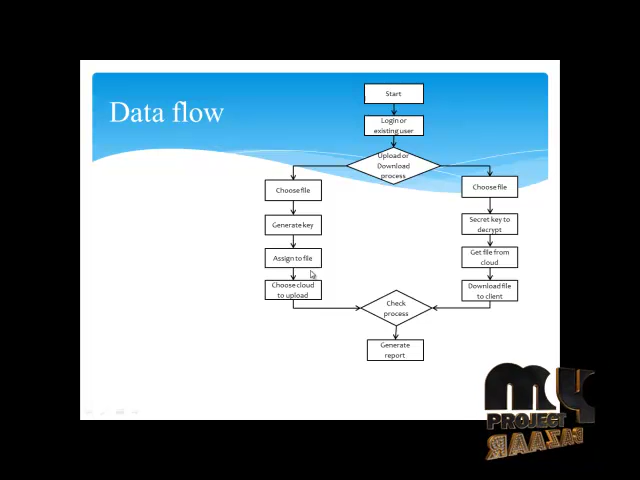 Data flow
Start
Login or
existing user
Upload or
Download
process
Choose file
Generate key
Assign to file
Choose cloud
to upload
Choose file
Secret key to
decrypt
Get file from
cloud
Download file
to client
Check
process
Generate
report
my
PROJECT
BAZAAR